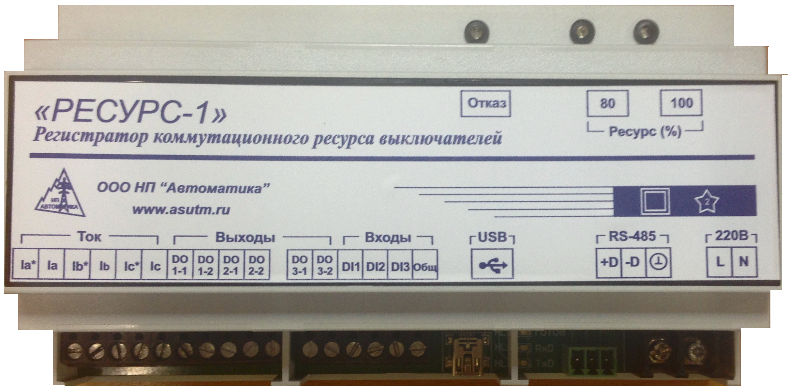 «РЕСУРС-1»
Регистратор коммутационного ресурса выключателей
Отказ
80 100
Ресурс (%)
НП
АВТОМАТИКА
ООО НП "Автоматика"
www.asutm.ru
2
Ток Выходы Входы USB RS-485 220В
Ia* Ia Ib* Ib Ic* Ic DO 1-1 DO 1-2 DO 2-1 DO 2-2 DO 3-1 DO 3-2 DI1 DI2 DI3 Общ +D -D L N
RxD
TxD